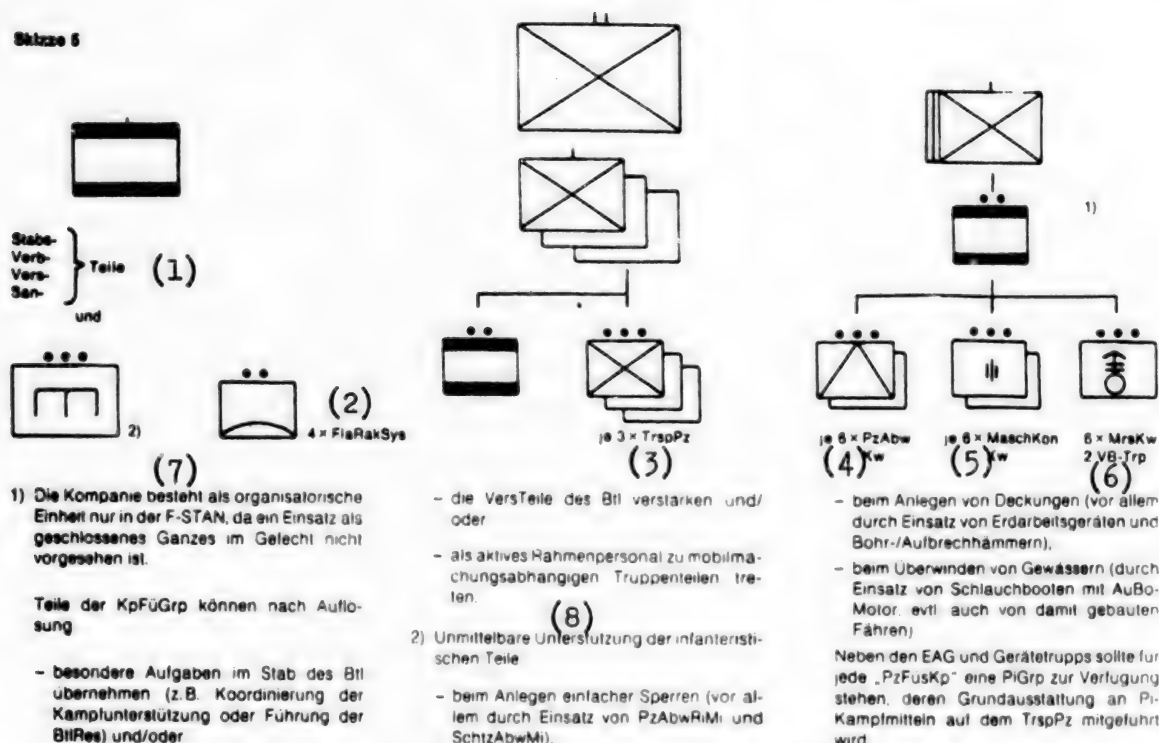 Skizze 5
Stabs-
Verb-
Vers-
San-
Teile (1)
und
2)
(2)
4 × FlaRakSys
je 3 × TrspPz
(3)
1)
je 6 × PzAbw
Kw
(4)
je 6 × MaschKan
Kw
(5)
6 × MrsKw
2 VB-Trp
(6)
(7)
1) Die Kompanie besteht als organisatorische
Einheit nur in der F-STAN, da ein Einsatz als
geschlossenes Ganzes im Gefecht nicht
vorgesehen ist.
Teile der KpFüGrp können nach Auflö-
sung
– besondere Aufgaben im Stab des Btl
übernehmen (z.B. Koordinierung der
Kampfunterstützung oder Führung der
BtlRes) und/oder
– die VersTeile des Btl verstärken und/
oder
– als aktives Rahmenpersonal zu mobilma-
chungsabhängigen Truppenteilen tre-
ten.
(8)
2) Unmittelbare Unterstützung der infanteristi-
schen Teile
– beim Anlegen einfacher Sperren (vor al-
lem durch Einsatz von PzAbwRiMi und
SchtzAbwMi),
– beim Anlegen von Deckungen (vor allem
durch Einsatz von Erdarbeitsgeräten und
Bohr-/Aufbrechhämmern),
– beim Überwinden von Gewässern (durch
Einsatz von Schlauchbooten mit AuBo-
Motor, evtl auch von damit gebauten
Fähren)
Neben den EAG und Gerätetrupps sollte für
jede „PzFüsKp" eine PiGrp zur Verfügung
stehen, deren Grundausstattung an Pi-
Kampfmitteln auf dem TrspPz mitgeführt
wird.